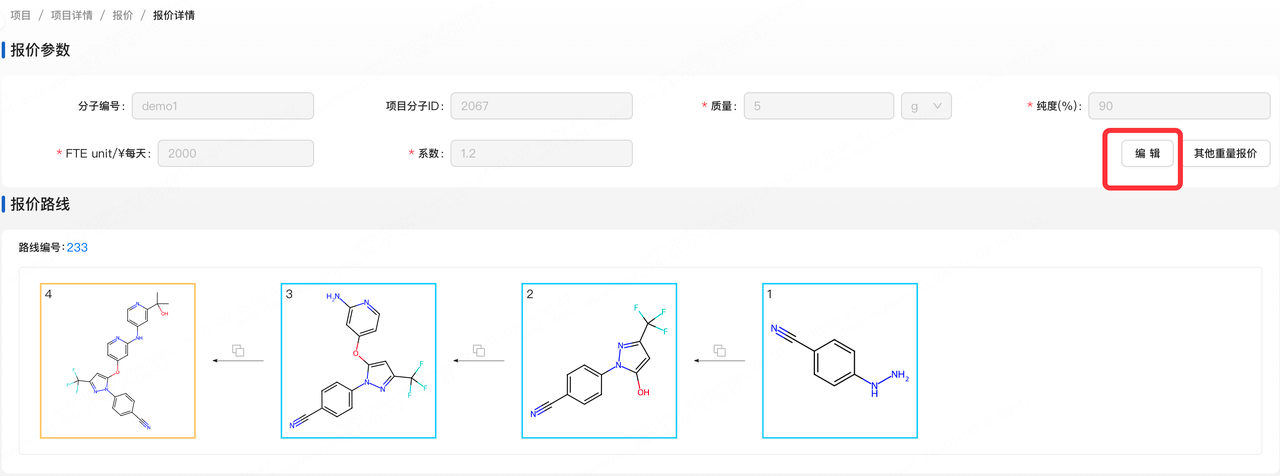 项目 / 项目详情 / 报价 / 报价详情
报价参数
分子编号: demo1 项目分子ID: 2067 * 质量: 5 g * 纯度(%): 90
* FTE unit/¥每天: 2000 * 系数: 1.2 编 辑 其他重量报价
报价路线
路线编号:233
4 3 2 1
N OH N NH O F F F N N N
H₂N N O N N F F F N
F F F N N OH N
N N H NH₂